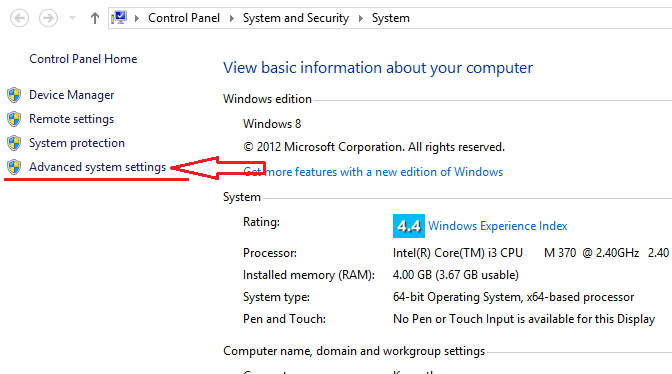 Control Panel ▸ System and Security ▸ System
Control Panel Home
Device Manager
Remote settings
System protection
Advanced system settings
View basic information about your computer
Windows edition
Windows 8
© 2012 Microsoft Corporation. All rights reserved.
Get more features with a new edition of Windows
System
Rating: 4.4 Windows Experience Index
Processor: Intel(R) Core(TM) i3 CPU M 370 @ 2.40GHz 2.40
Installed memory (RAM): 4.00 GB (3.67 GB usable)
System type: 64-bit Operating System, x64-based processor
Pen and Touch: No Pen or Touch Input is available for this Display
Computer name, domain and workgroup settings